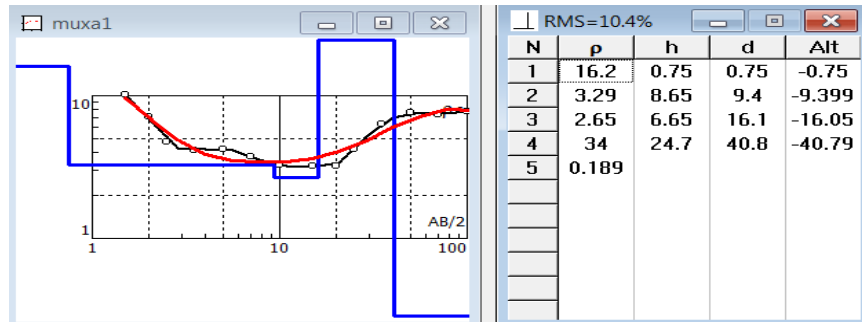 muxa1
10
1
AB/2
1 10 100
RMS=10.4%
N ρ h d Alt
1 16.2 0.75 0.75 -0.75
2 3.29 8.65 9.4 -9.399
3 2.65 6.65 16.1 -16.05
4 34 24.7 40.8 -40.79
5 0.189